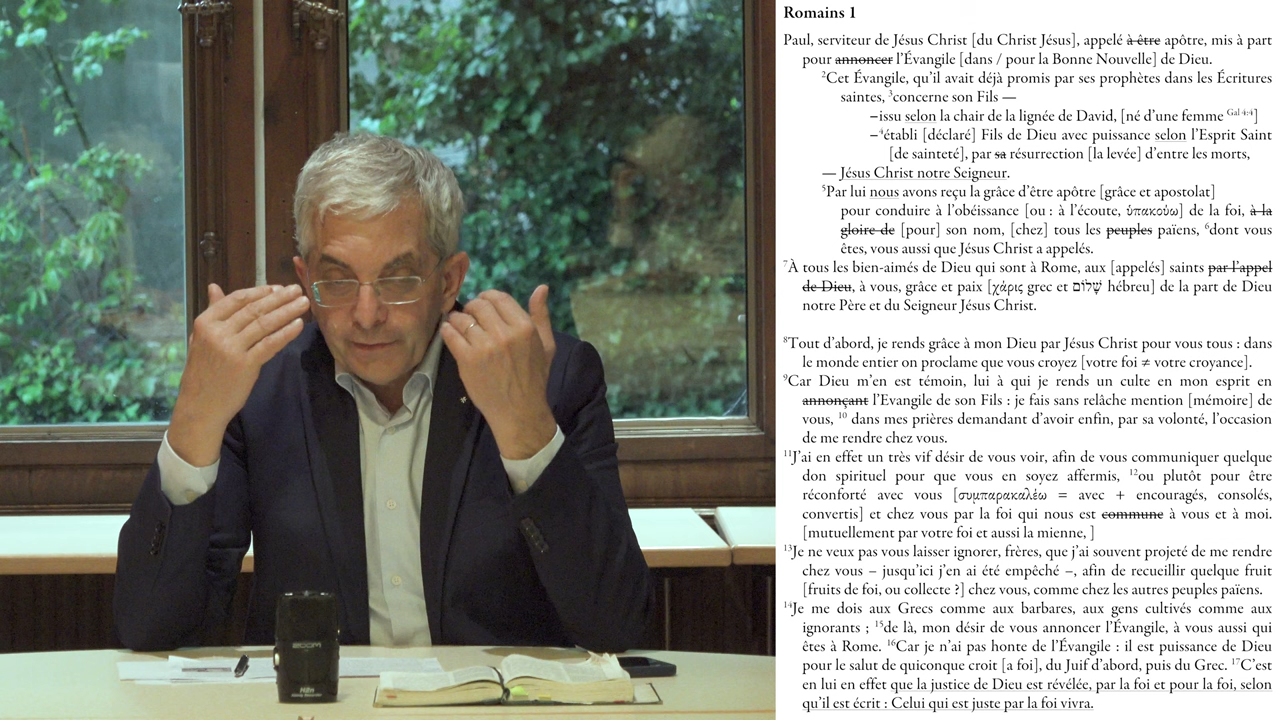 Romains 1
Paul, serviteur de Jésus Christ [du Christ Jésus], appelé à être apôtre, mis à part
pour annoncer l'Évangile [dans / pour la Bonne Nouvelle] de Dieu.
²Cet Évangile, qu'il avait déjà promis par ses prophètes dans les Écritures
saintes, ³concerne son Fils —
–issu selon la chair de la lignée de David, [né d'une femme Gal 4:4]
–⁴établi [déclaré] Fils de Dieu avec puissance selon l'Esprit Saint
[de sainteté], par sa résurrection [la levée] d'entre les morts,
— Jésus Christ notre Seigneur.
⁵Par lui nous avons reçu la grâce d'être apôtre [grâce et apostolat]
pour conduire à l'obéissance [ou : à l'écoute, ὑπακούω] de la foi, à la
gloire de [pour] son nom, [chez] tous les peuples païens, ⁶dont vous
êtes, vous aussi que Jésus Christ a appelés.
⁷À tous les bien-aimés de Dieu qui sont à Rome, aux [appelés] saints par l'appel
de Dieu, à vous, grâce et paix [χάρις grec et שָׁלוֹם hébreu] de la part de Dieu
notre Père et du Seigneur Jésus Christ.
⁸Tout d'abord, je rends grâce à mon Dieu par Jésus Christ pour vous tous : dans
le monde entier on proclame que vous croyez [votre foi ≠ votre croyance].
⁹Car Dieu m'en est témoin, lui à qui je rends un culte en mon esprit en
annonçant l'Evangile de son Fils : je fais sans relâche mention [mémoire] de
vous, ¹⁰ dans mes prières demandant d'avoir enfin, par sa volonté, l'occasion
de me rendre chez vous.
¹¹J'ai en effet un très vif désir de vous voir, afin de vous communiquer quelque
don spirituel pour que vous en soyez affermis, ¹²ou plutôt pour être
réconforté avec vous [συμπαρακαλέω = avec + encouragés, consolés,
convertis] et chez vous par la foi qui nous est commune à vous et à moi.
[mutuellement par votre foi et aussi la mienne, ]
¹³Je ne veux pas vous laisser ignorer, frères, que j'ai souvent projeté de me rendre
chez vous – jusqu'ici j'en ai été empêché –, afin de recueillir quelque fruit
[fruits de foi, ou collecte ?] chez vous, comme chez les autres peuples païens.
¹⁴Je me dois aux Grecs comme aux barbares, aux gens cultivés comme aux
ignorants ; ¹⁵de là, mon désir de vous annoncer l'Évangile, à vous aussi qui
êtes à Rome. ¹⁶Car je n'ai pas honte de l'Évangile : il est puissance de Dieu
pour le salut de quiconque croit [a foi], du Juif d'abord, puis du Grec. ¹⁷C'est
en lui en effet que la justice de Dieu est révélée, par la foi et pour la foi, selon
qu'il est écrit : Celui qui est juste par la foi vivra.
zoom
H2n